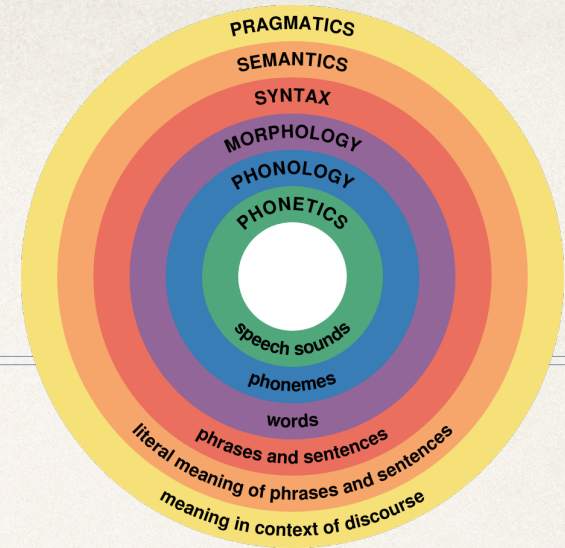 PRAGMATICS
SEMANTICS
SYNTAX
MORPHOLOGY
PHONOLOGY
PHONETICS
speech sounds
phonemes
words
phrases and sentences
literal meaning of phrases and sentences
meaning in context of discourse